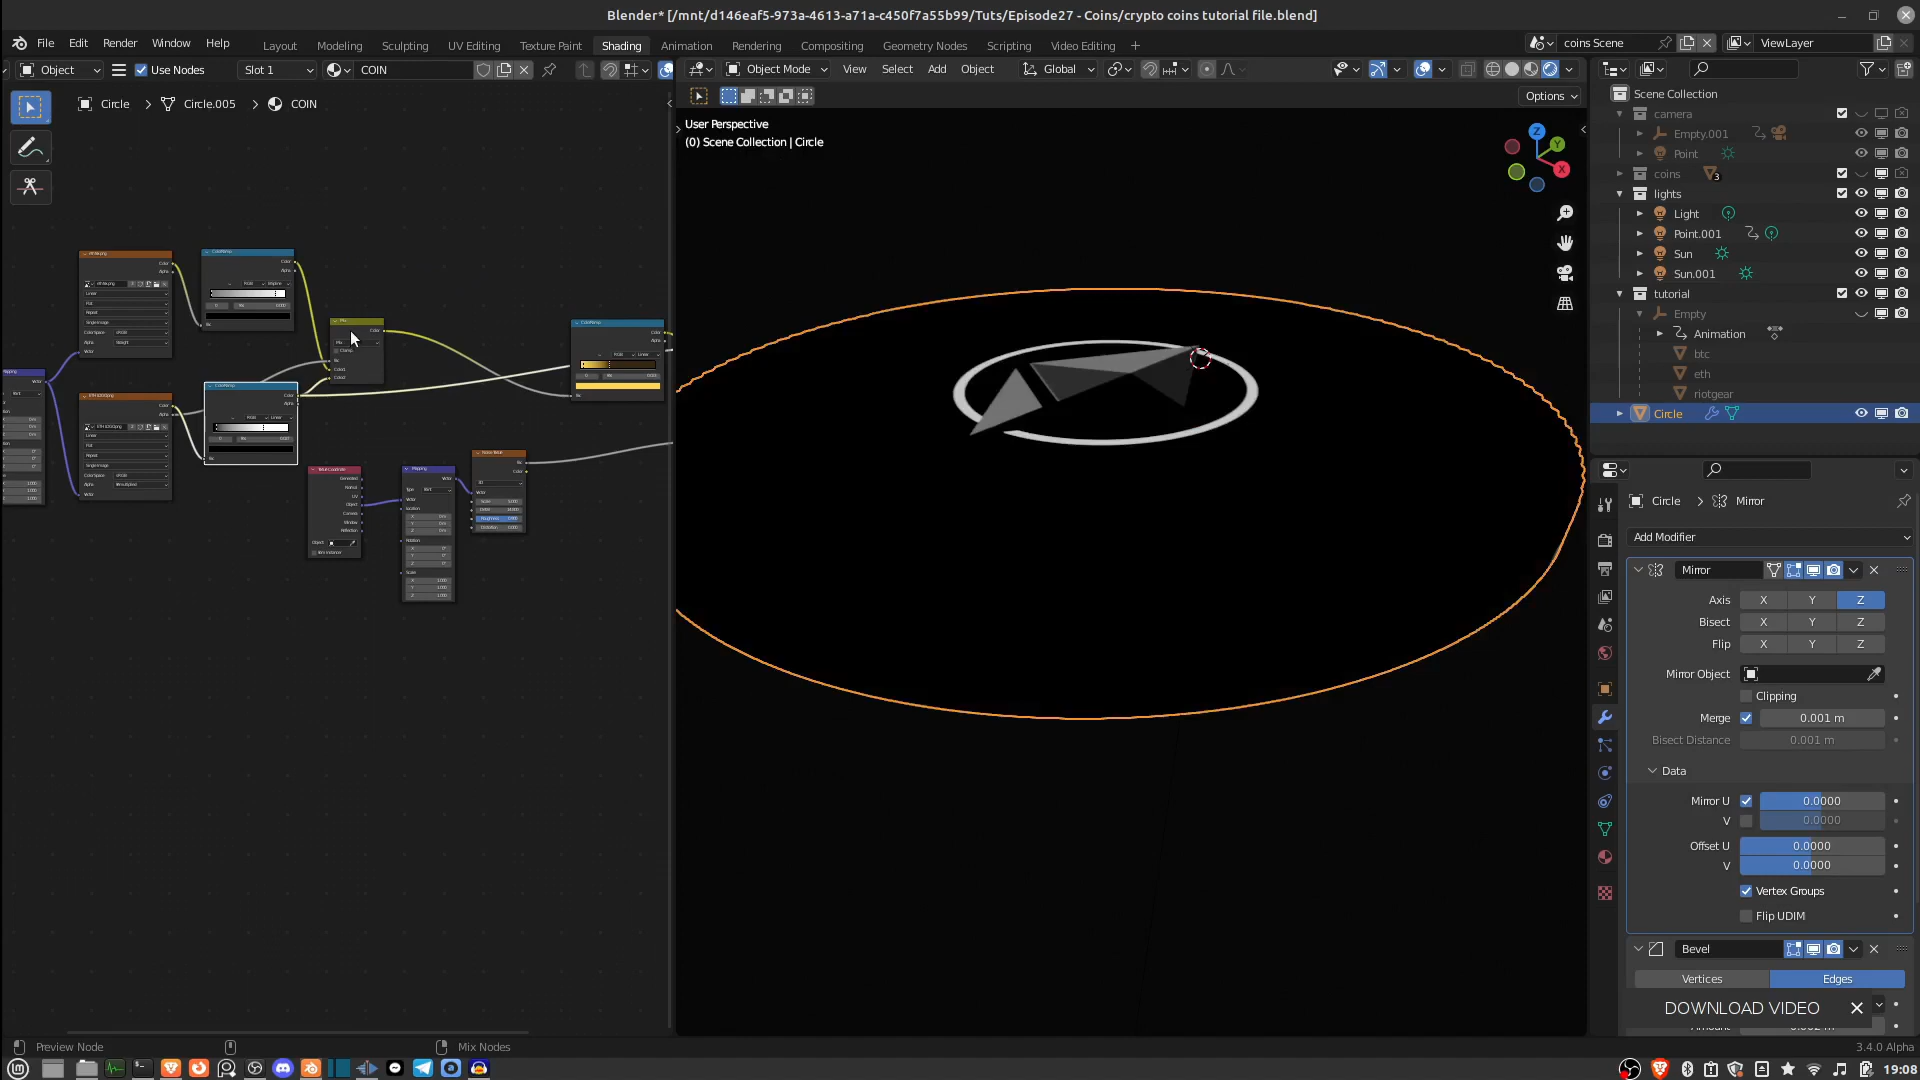 Blender* [/mnt/d146eaf5-973a-4613-a71a-c450f7a55b99/Tuts/Episode27 - Coins/crypto coins tutorial file.blend]
File Edit Render Window Help
Layout Modeling Sculpting UV Editing Texture Paint Shading Animation Rendering Compositing Geometry Nodes Scripting Video Editing +
coins Scene
ViewLayer
Object Use Nodes Slot 1 COIN
Object Mode View Select Add Object Global
Options
Circle > Circle.005 > COIN
User Perspective
(0) Scene Collection | Circle
Z
Y
X
Scene Collection
camera
Empty.001
Point
coins 3
lights
Light
Point.001
Sun
Sun.001
tutorial
Empty
Animation
btc
eth
riotgear
Circle
Circle > Mirror
Add Modifier
Mirror
Axis X Y Z
Bisect X Y Z
Flip X Y Z
Mirror Object
Clipping
Merge 0.001 m
Bisect Distance 0.001 m
Data
Mirror U 0.0000
V 0.0000
Offset U 0.0000
V 0.0000
Vertex Groups
Flip UDIM
Bevel
Vertices Edges
DOWNLOAD VIDEO
Preview Node
Mix Nodes
3.4.0 Alpha
19:08